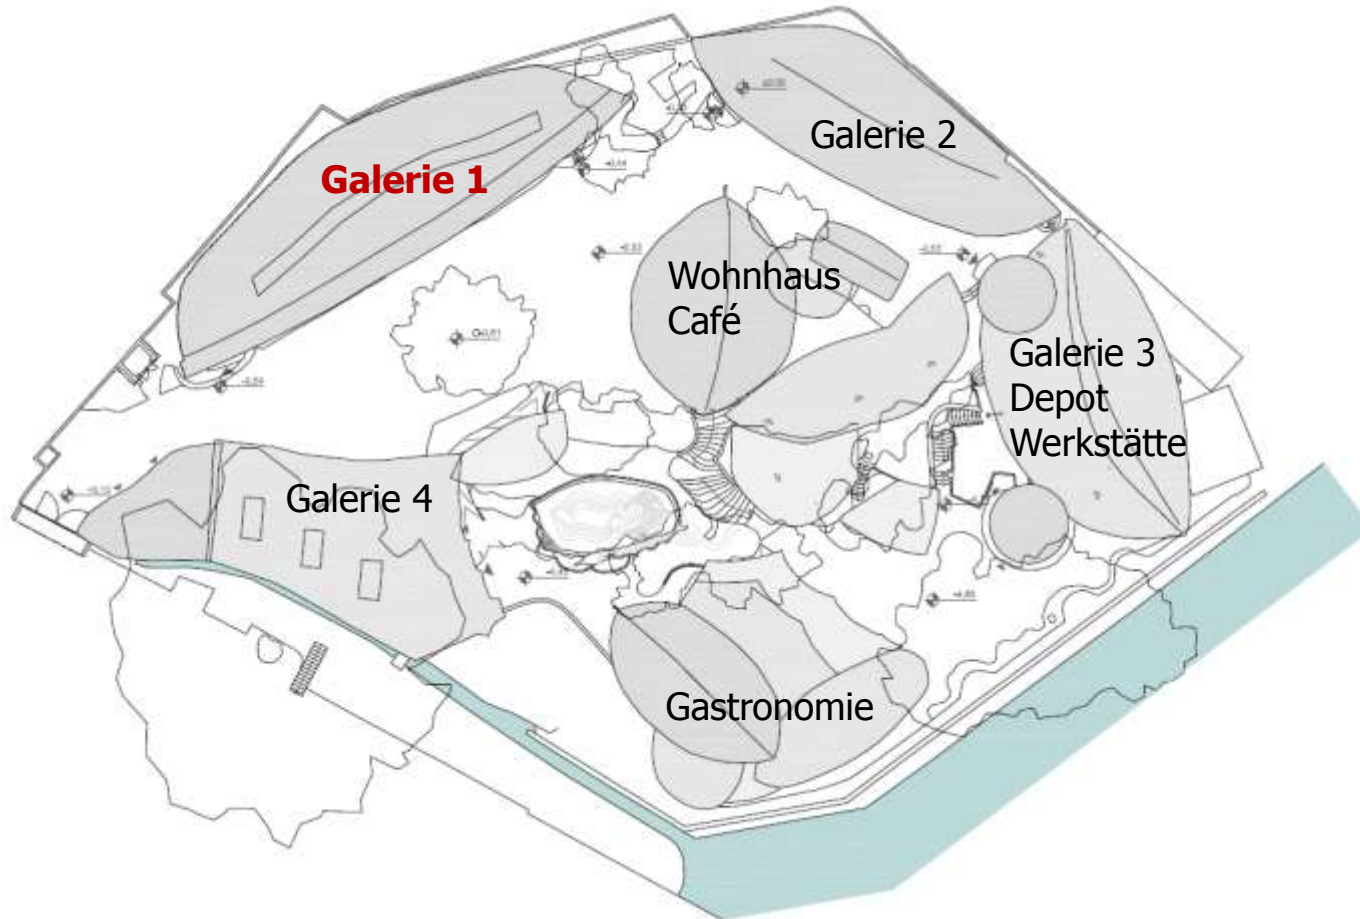 Galerie 2
Galerie 1
Wohnhaus
Café
Galerie 3
Depot
Werkstätte
Galerie 4
Gastronomie